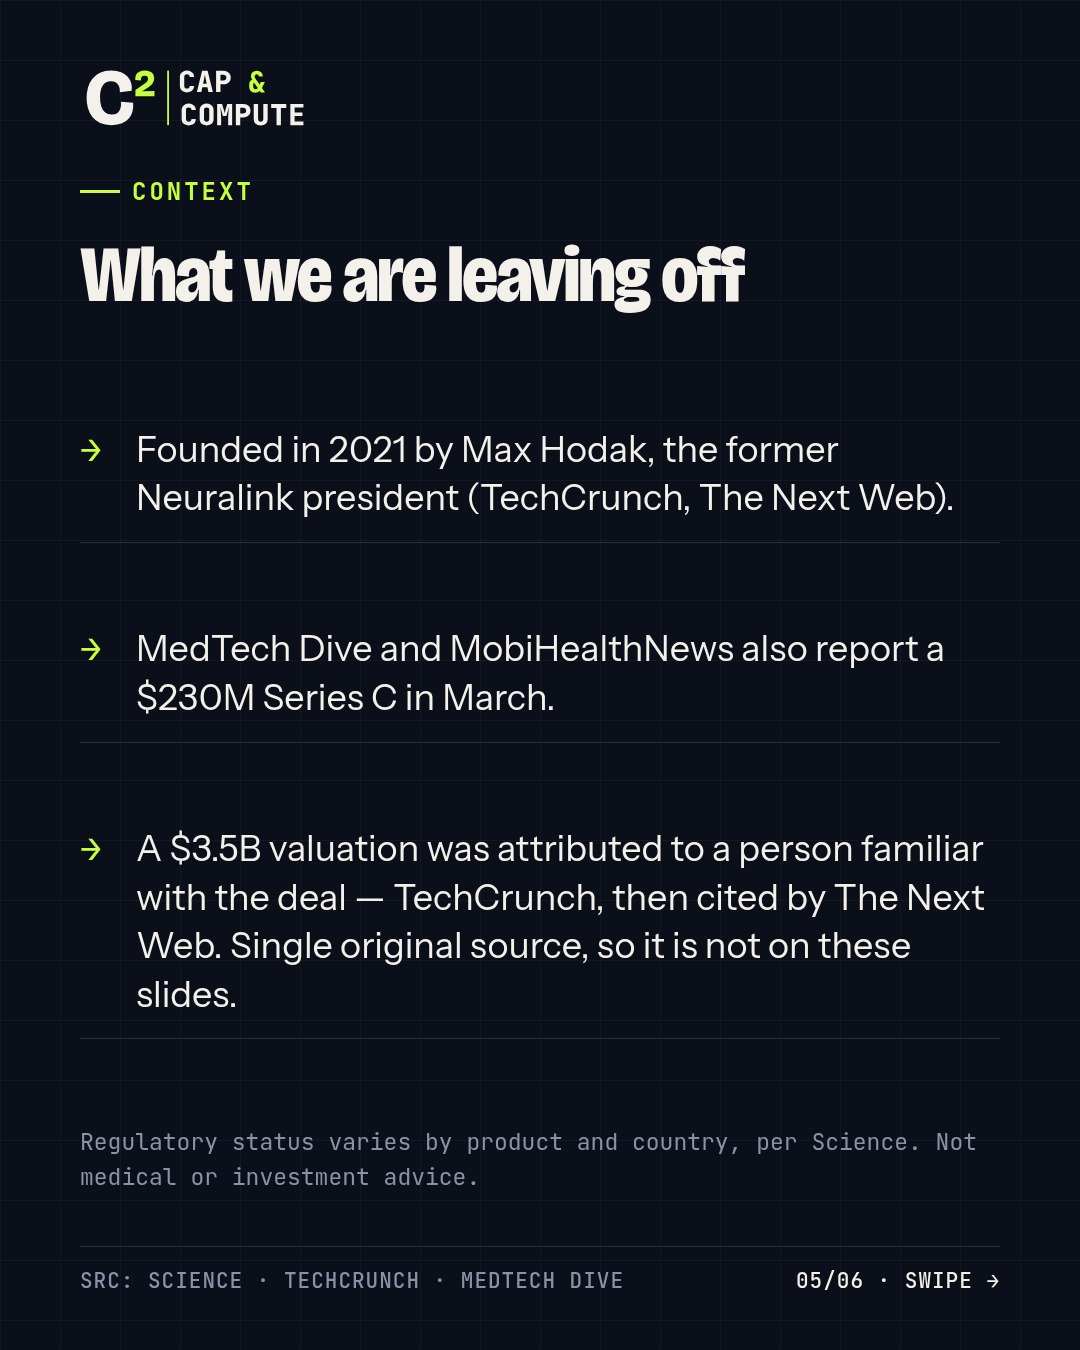 C² CAP &
COMPUTE
CONTEXT
What we are leaving off
→ Founded in 2021 by Max Hodak, the former
Neuralink president (TechCrunch, The Next Web).
→ MedTech Dive and MobiHealthNews also report a
$230M Series C in March.
→ A $3.5B valuation was attributed to a person familiar
with the deal — TechCrunch, then cited by The Next
Web. Single original source, so it is not on these
slides.
Regulatory status varies by product and country, per Science. Not
medical or investment advice.
SRC: SCIENCE · TECHCRUNCH · MEDTECH DIVE
05/06 · SWIPE →